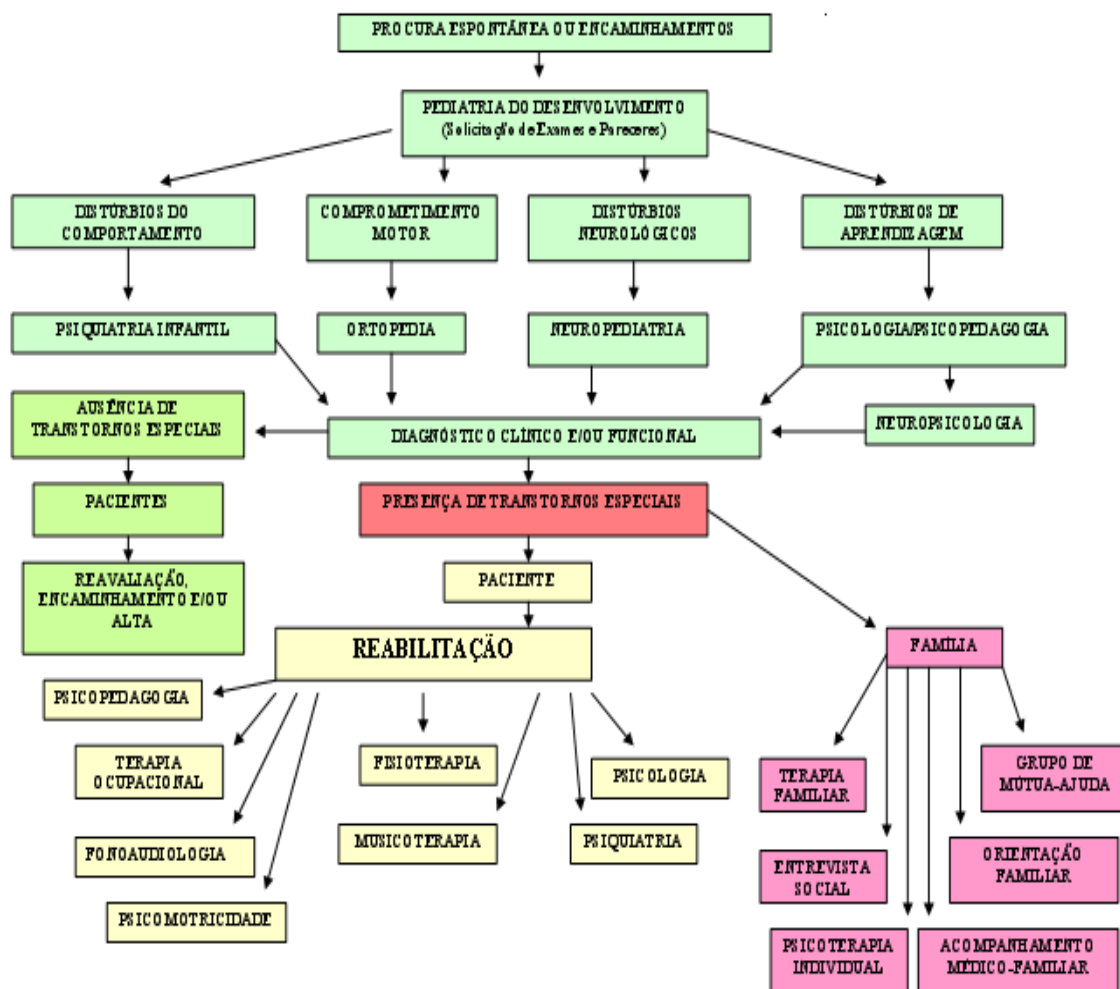 PROCURA ESPONTÂNEA OU ENCAMINHAMENTOS
PEDIATRIA DO DESENVOLVIMENTO
(Solicitação de Exames e Pareceres)
DISTÚRBIOS DO
COMPORTAMENTO
COMPROMETIMENTO
MOTOR
DISTÚRBIOS
NEUROLÓGICOS
DISTÚRBIOS DE
APRENDIZAGEM
PSIQUIATRIA INFANTIL
ORTOPEDIA
NEUROPEDIATRIA
PSICOLOGIA/PSICOPEDAGOGIA
AUSÊNCIA DE
TRANSTORNOS ESPECIAIS
DIAGNÓSTICO CLÍNICO E/OU FUNCIONAL
NEUROPSICOLOGIA
PACIENTES
PRESENÇA DE TRANSTORNOS ESPECIAIS
REAVALIAÇÃO,
ENCAMINHAMENTO E/OU
ALTA
PACIENTE
REABILITAÇÃO
FAMÍLIA
PSICOPEDAGOGIA
TERAPIA
OCUPACIONAL
FISIOTERAPIA
PSICOLOGIA
TERAPIA
FAMILIAR
GRUPO DE
MÚTUA-AJUDA
FONOAUDIOLOGIA
MUSICOTERAPIA
PSIQUIATRIA
ENTREVISTA
SOCIAL
ORIENTAÇÃO
FAMILIAR
PSICOMOTRICIDADE
PSICOTERAPIA
INDIVIDUAL
ACOMPANHAMENTO
MÉDICO-FAMILIAR